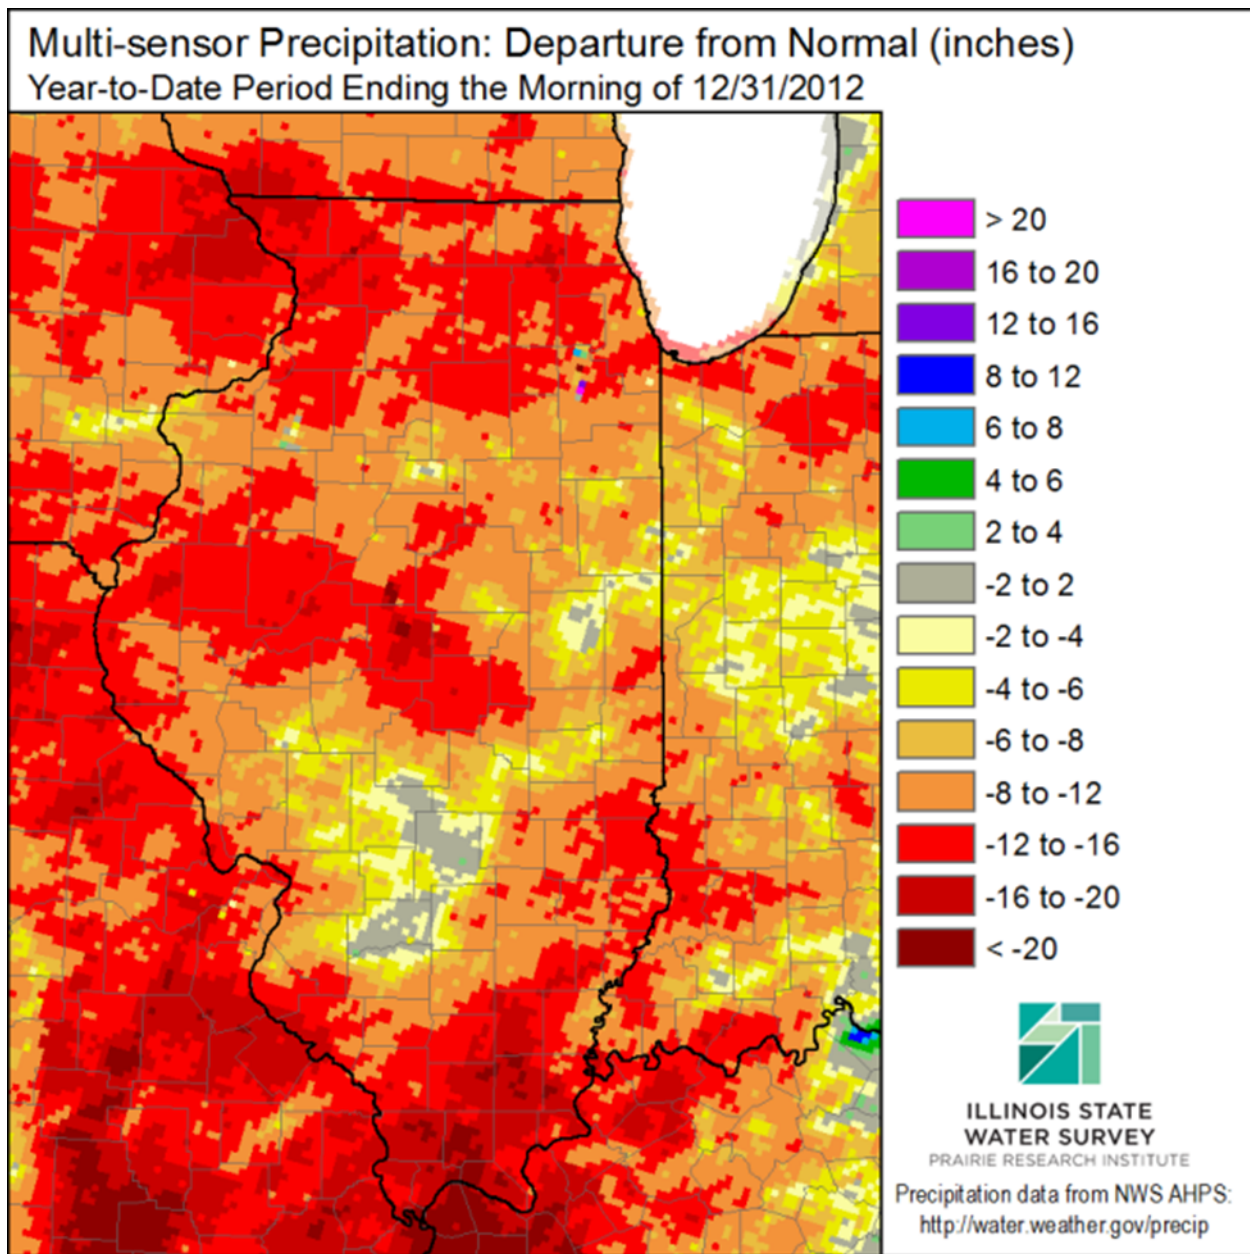 Multi-sensor Precipitation: Departure from Normal (inches)
Year-to-Date Period Ending the Morning of 12/31/2012
> 20
16 to 20
12 to 16
8 to 12
6 to 8
4 to 6
2 to 4
-2 to 2
-2 to -4
-4 to -6
-6 to -8
-8 to -12
-12 to -16
-16 to -20
< -20
ILLINOIS STATE
WATER SURVEY
PRAIRIE RESEARCH INSTITUTE
Precipitation data from NWS AHPS:
http://water.weather.gov/precip